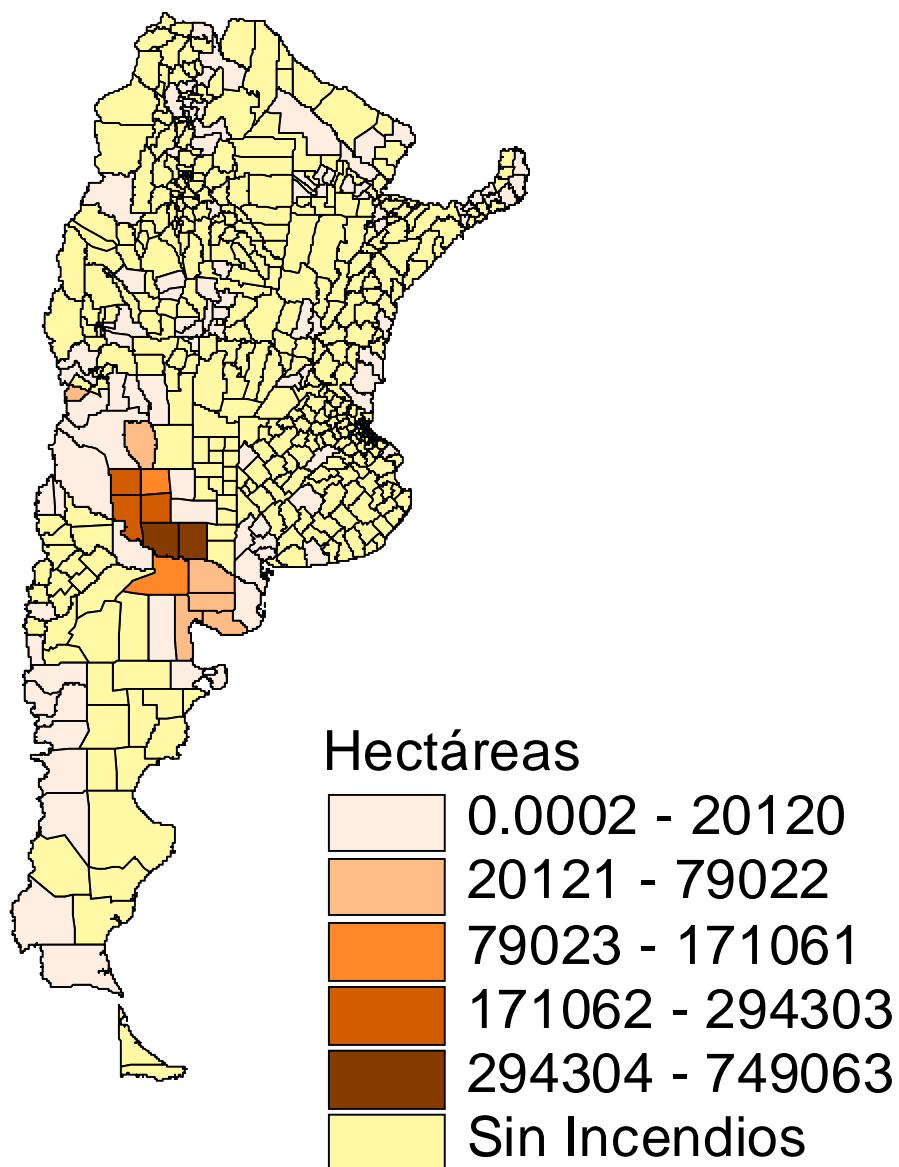 Hectáreas
0.0002 - 20120
20121 - 79022
79023 - 171061
171062 - 294303
294304 - 749063
Sin Incendios